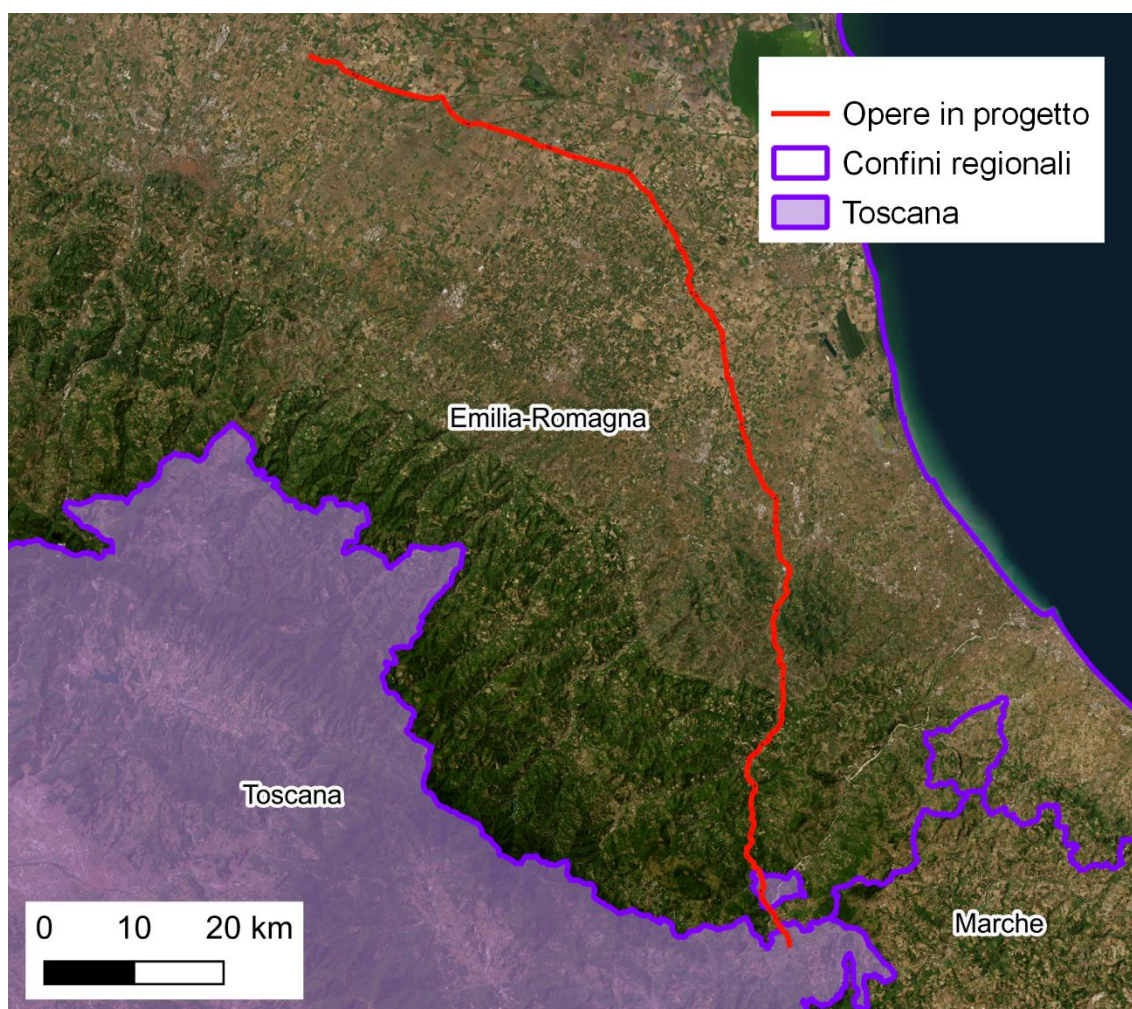 Opere in progetto
Confini regionali
Toscana
Emilia-Romagna
Toscana
Marche
0 10 20 km